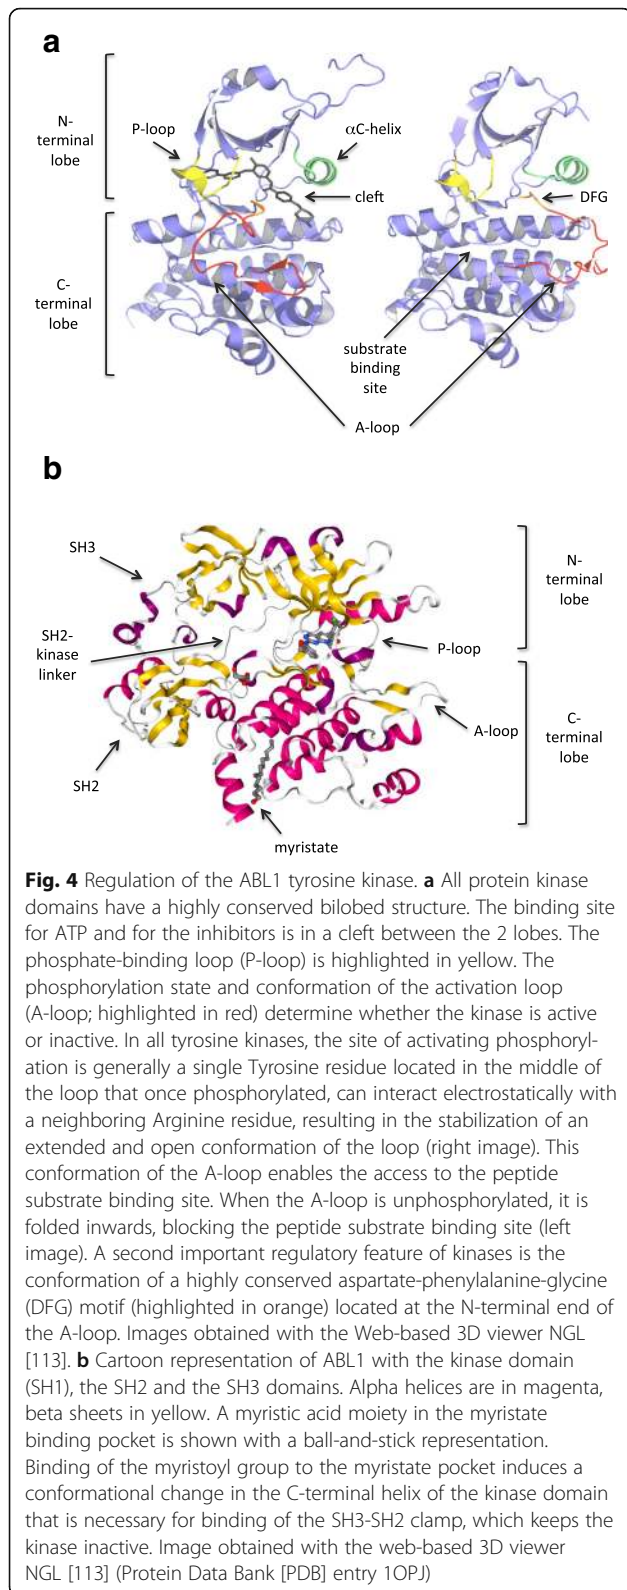 a
N-
terminal
lobe
P-loop
αC-helix
cleft
DFG
C-
terminal
lobe
substrate
binding
site
A-loop
b
SH3
N-
terminal
lobe
SH2-
kinase
linker
P-loop
A-loop
C-
terminal
lobe
SH2
myristate
Fig. 4 Regulation of the ABL1 tyrosine kinase. a All protein kinase
domains have a highly conserved bilobed structure. The binding site
for ATP and for the inhibitors is in a cleft between the 2 lobes. The
phosphate-binding loop (P-loop) is highlighted in yellow. The
phosphorylation state and conformation of the activation loop
(A-loop; highlighted in red) determine whether the kinase is active
or inactive. In all tyrosine kinases, the site of activating phosphoryl-
ation is generally a single Tyrosine residue located in the middle of
the loop that once phosphorylated, can interact electrostatically with
a neighboring Arginine residue, resulting in the stabilization of an
extended and open conformation of the loop (right image). This
conformation of the A-loop enables the access to the peptide
substrate binding site. When the A-loop is unphosphorylated, it is
folded inwards, blocking the peptide substrate binding site (left
image). A second important regulatory feature of kinases is the
conformation of a highly conserved aspartate-phenylalanine-glycine
(DFG) motif (highlighted in orange) located at the N-terminal end of
the A-loop. Images obtained with the Web-based 3D viewer NGL
[113]. b Cartoon representation of ABL1 with the kinase domain
(SH1), the SH2 and the SH3 domains. Alpha helices are in magenta,
beta sheets in yellow. A myristic acid moiety in the myristate
binding pocket is shown with a ball-and-stick representation.
Binding of the myristoyl group to the myristate pocket induces a
conformational change in the C-terminal helix of the kinase domain
that is necessary for binding of the SH3-SH2 clamp, which keeps the
kinase inactive. Image obtained with the web-based 3D viewer
NGL [113] (Protein Data Bank [PDB] entry 1OPJ)